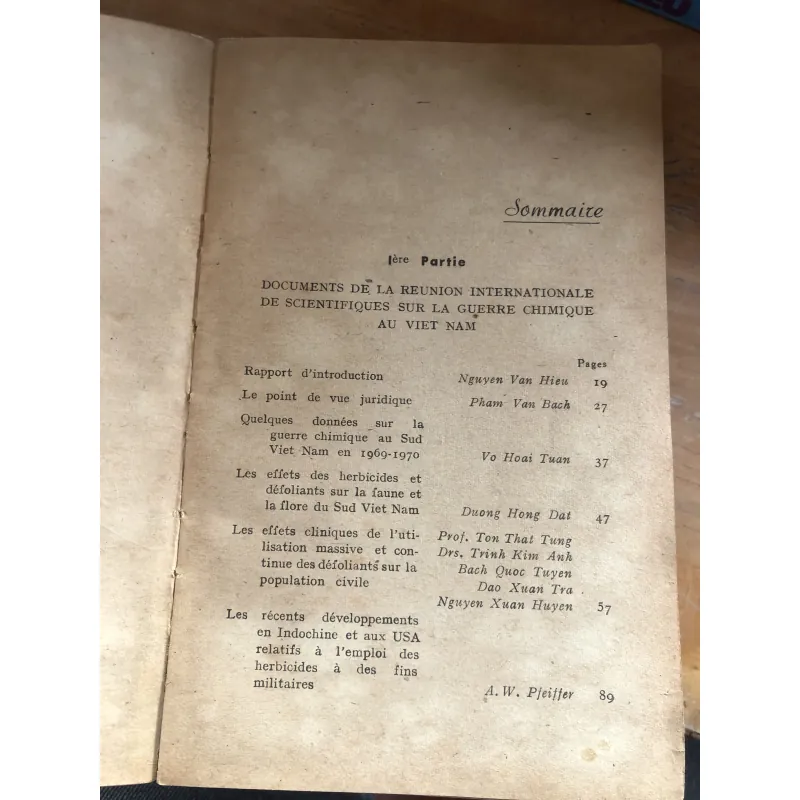 Sommaire
Ière Partie
DOCUMENTS DE LA REUNION INTERNATIONALE
DE SCIENTIFIQUES SUR LA GUERRE CHIMIQUE
AU VIET NAM
Pages
Rapport d'introduction Nguyen Van Hieu 19
Le point de vue juridique Pham Van Bach 27
Quelques données sur la
guerre chimique au Sud
Viet Nam en 1969-1970 Vo Hoai Tuan 37
Les effets des herbicides et
défoliants sur la faune et
la flore du Sud Viet Nam Duong Hong Dat 47
Les effets cliniques de l'uti- Prof. Ton That Tung
lisation massive et con- Drs. Trinh Kim Anh
tinue des défoliants sur la Bach Quoc Tuyen
population civile Dao Xuan Tra
Nguyen Xuan Huyen 57
Les récents développements
en Indochine et aux USA
relatifs à l'emploi des
herbicides à des fins
militaires A. W. Pfeiffer 89